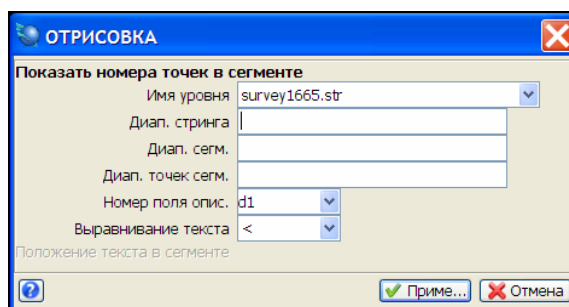 ОТРИСОВКА
Показать номера точек в сегменте
Имя уровня survey1665.str
Диап. стринга
Диап. сегм.
Диап. точек сегм.
Номер поля опис. d1
Выравнивание текста <
Положение текста в сегменте
Приме... Отмена